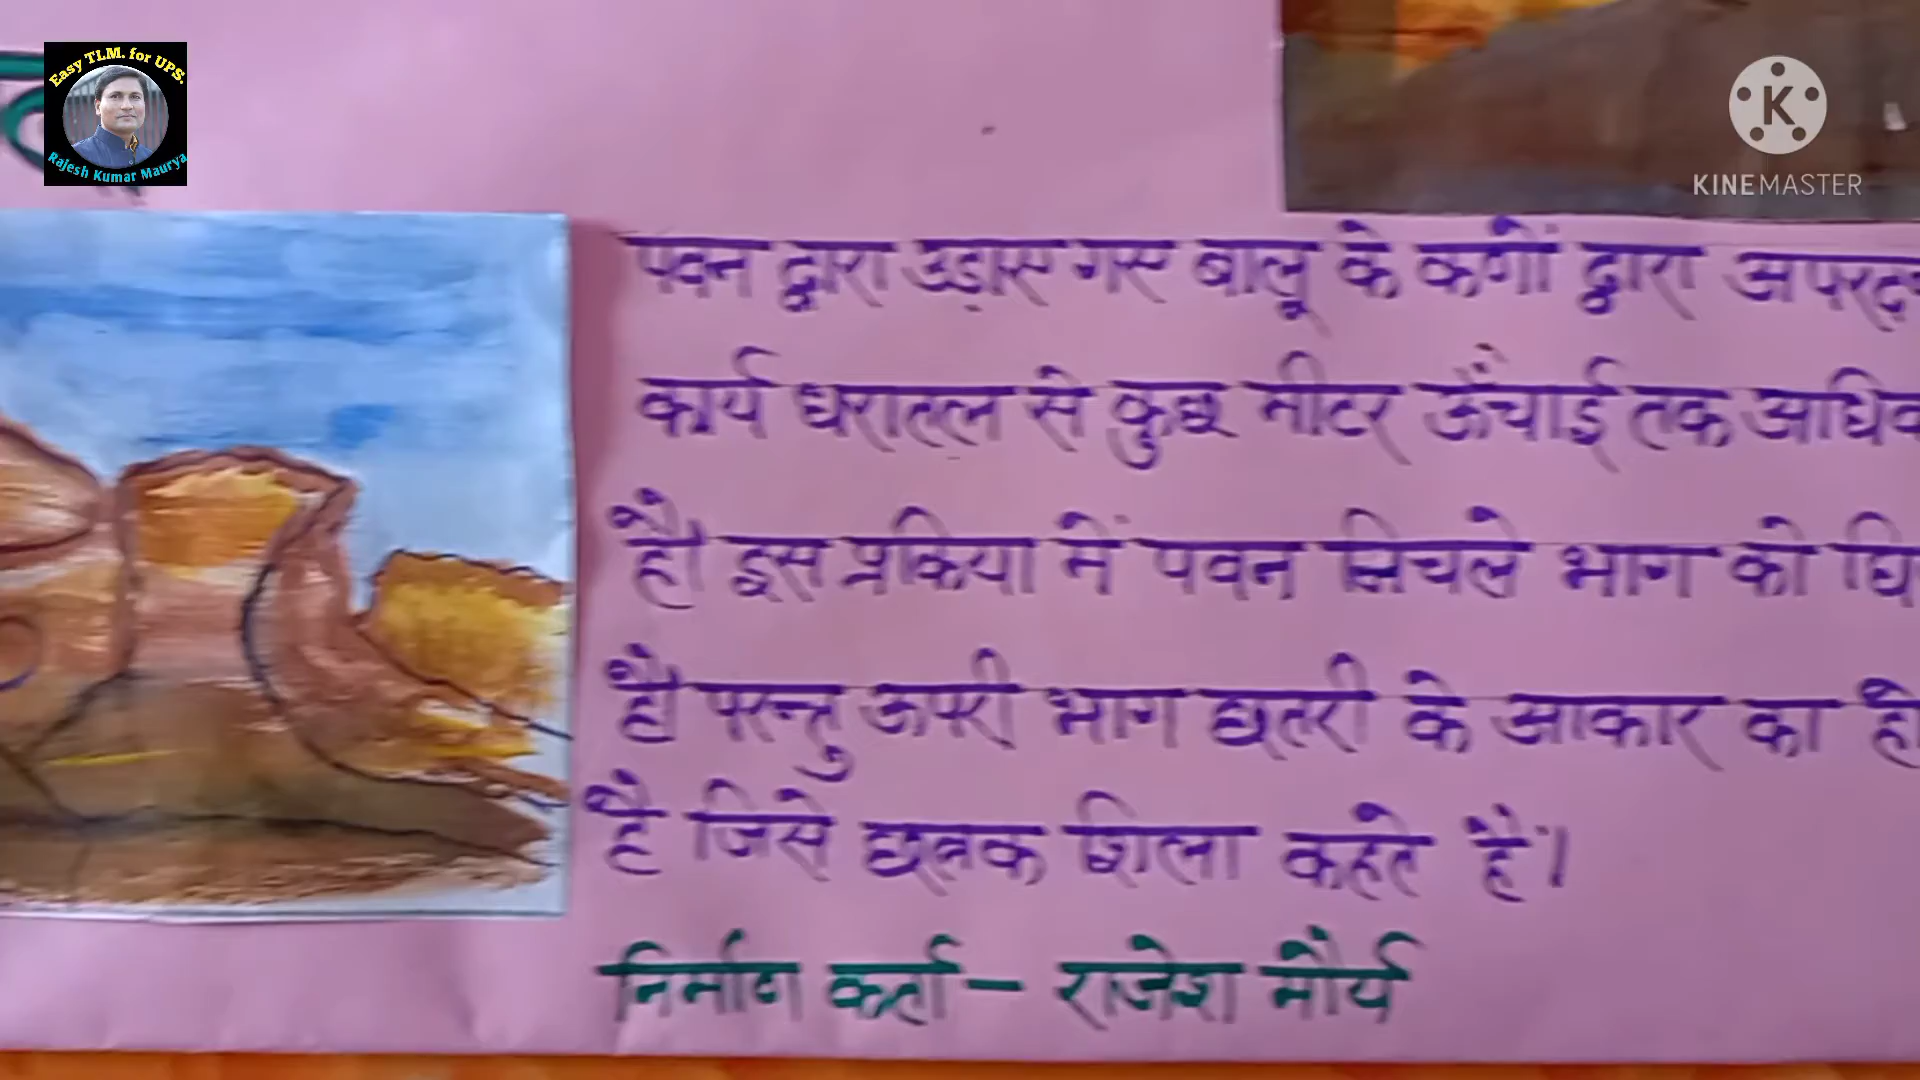 Easy TLM. for UPS.
Rajesh Kumar Maurya
K
KINEMASTER
पवन द्वारा उड़ाए गए बालू के कणों द्वारा
कार्य धरातल से कुछ मीटर ऊँचाई तक
है। इस प्रकिया में पवन निचले भाग को
है। परन्तु ऊपरी भाग छतरी के आकार का
है जिसे छत्रक शिला कहते है।
निर्माण कर्ता – राजेश मौर्य